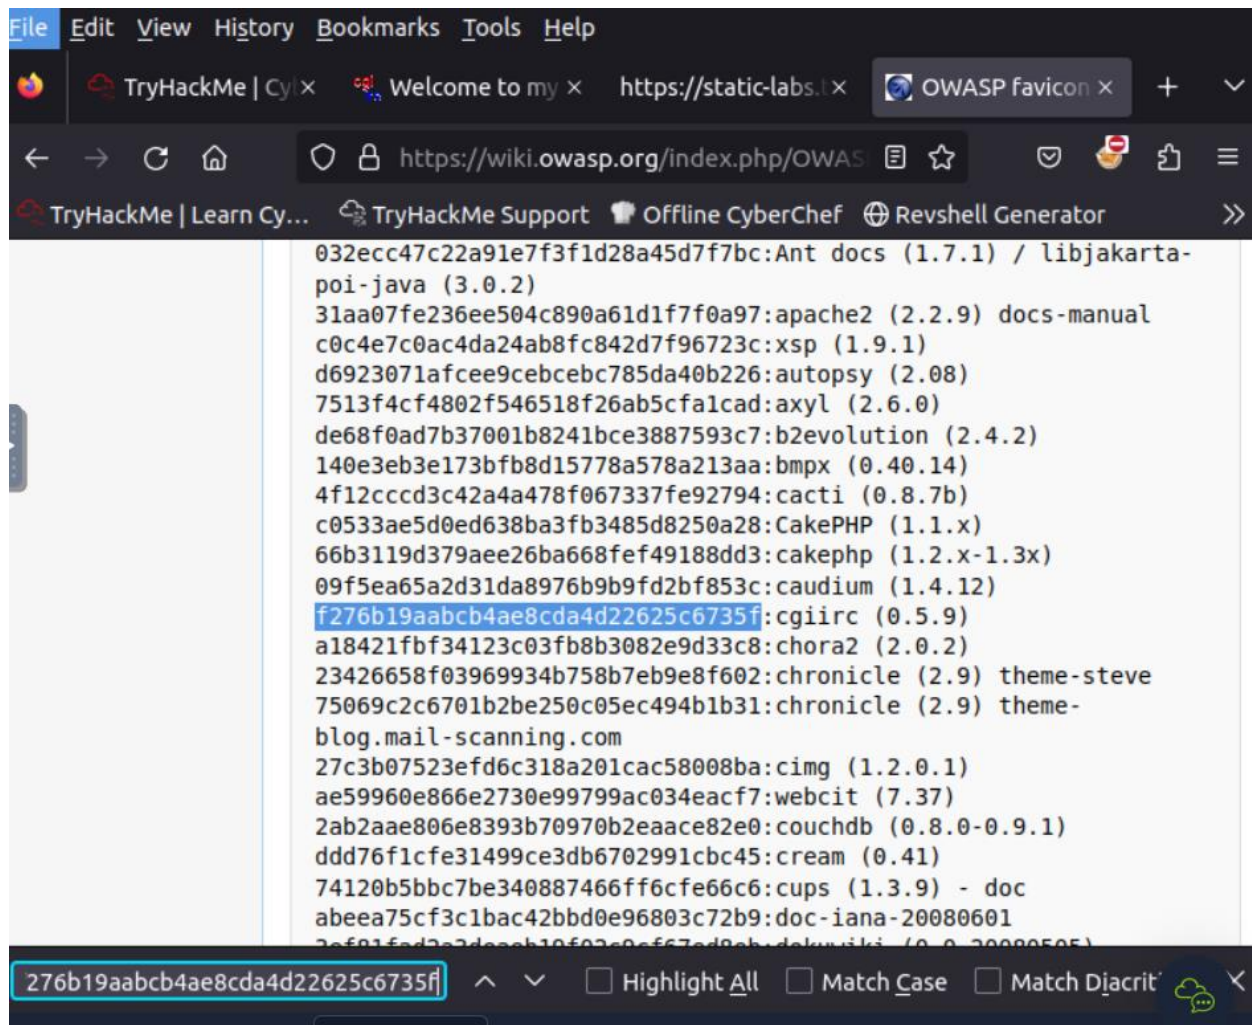 File Edit View History Bookmarks Tools Help
TryHackMe | Cyl Welcome to my https://static-labs.t OWASP favicon
https://wiki.owasp.org/index.php/OWAS
TryHackMe | Learn Cy... TryHackMe Support Offline CyberChef Revshell Generator
032ecc47c22a91e7f3f1d28a45d7f7bc:Ant docs (1.7.1) / libjakarta-
poi-java (3.0.2)
31aa07fe236ee504c890a61d1f7f0a97:apache2 (2.2.9) docs-manual
c0c4e7c0ac4da24ab8fc842d7f96723c:xsp (1.9.1)
d6923071afcee9cebcebc785da40b226:autopsy (2.08)
7513f4cf4802f546518f26ab5cfa1cad:axyl (2.6.0)
de68f0ad7b37001b8241bce3887593c7:b2evolution (2.4.2)
140e3eb3e173bfb8d15778a578a213aa:bmpx (0.40.14)
4f12cccd3c42a4a478f067337fe92794:cacti (0.8.7b)
c0533ae5d0ed638ba3fb3485d8250a28:CakePHP (1.1.x)
66b3119d379aee26ba668fef49188dd3:cakephp (1.2.x-1.3x)
09f5ea65a2d31da8976b9b9fd2bf853c:caudium (1.4.12)
f276b19aabcb4ae8cda4d22625c6735f:cgiirc (0.5.9)
a18421fbf34123c03fb8b3082e9d33c8:chora2 (2.0.2)
23426658f03969934b758b7eb9e8f602:chronicle (2.9) theme-steve
75069c2c6701b2be250c05ec494b1b31:chronicle (2.9) theme-
blog.mail-scanning.com
27c3b07523efd6c318a201cac58008ba:cimg (1.2.0.1)
ae59960e866e2730e99799ac034eacf7:webcit (7.37)
2ab2aae806e8393b70970b2eaace82e0:couchdb (0.8.0-0.9.1)
ddd76f1cfe31499ce3db6702991cbc45:cream (0.41)
74120b5bbc7be340887466ff6cfe66c6:cups (1.3.9) - doc
abeea75cf3c1bac42bbd0e96803c72b9:doc-iana-20080601
276b19aabcb4ae8cda4d22625c6735f Highlight All Match Case Match Diacrit